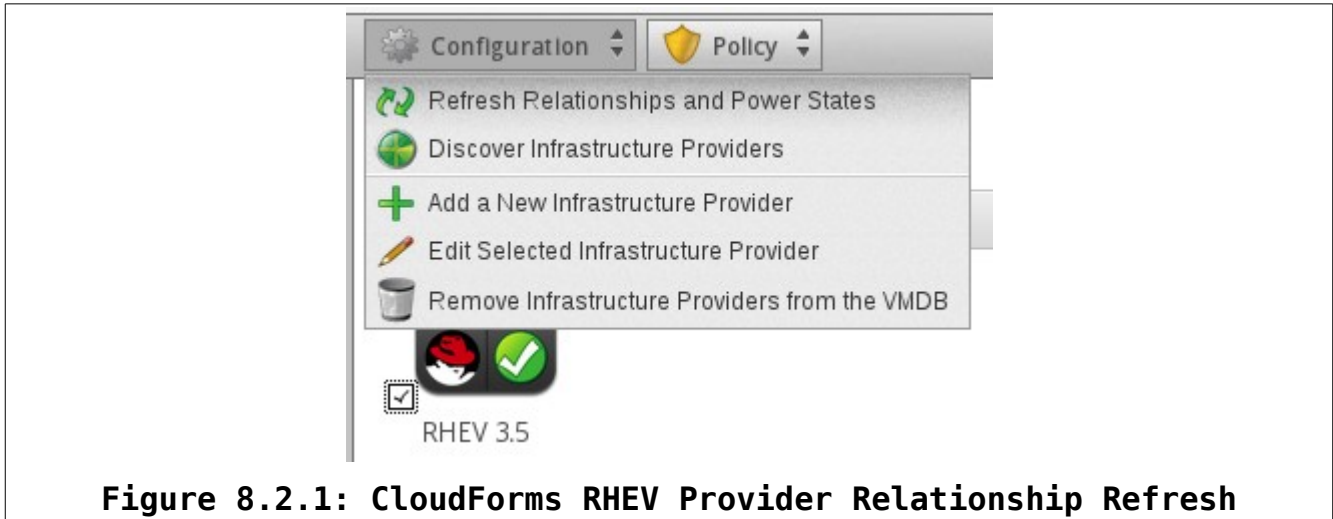 Configuration Policy
Refresh Relationships and Power States
Discover Infrastructure Providers
Add a New Infrastructure Provider
Edit Selected Infrastructure Provider
Remove Infrastructure Providers from the VMDB
RHEV 3.5
Figure 8.2.1: CloudForms RHEV Provider Relationship Refresh